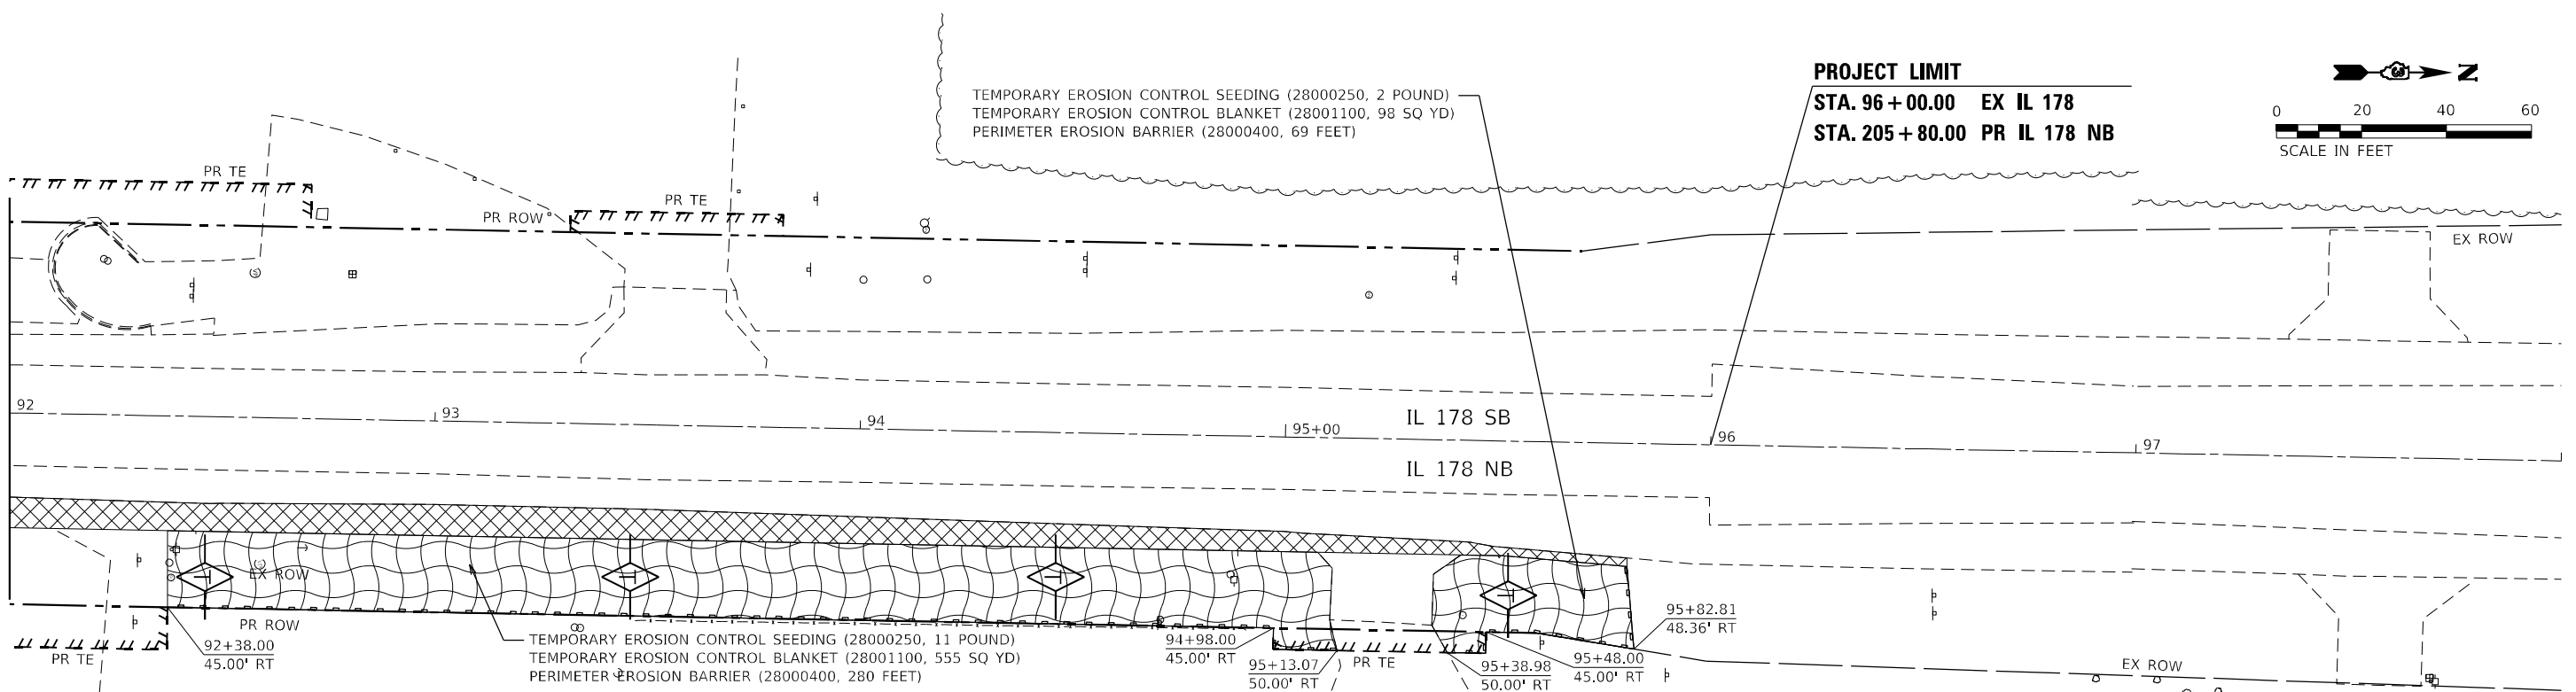 TEMPORARY EROSION CONTROL SEEDING (28000250, 2 POUND)
TEMPORARY EROSION CONTROL BLANKET (28001100, 98 SQ YD)
PERIMETER EROSION BARRIER (28000400, 69 FEET)
PROJECT LIMIT
STA. 96+00.00 EX IL 178
STA. 205+80.00 PR IL 178 NB
N
0 20 40 60
SCALE IN FEET
PR TE
PR ROW
PR TE
EX ROW
92
93
94
95+00
96
97
IL 178 SB
IL 178 NB
EX ROW
T
T
T
T
PR ROW
PR TE
92+38.00
45.00' RT
TEMPORARY EROSION CONTROL SEEDING (28000250, 11 POUND)
TEMPORARY EROSION CONTROL BLANKET (28001100, 555 SQ YD)
PERIMETER EROSION BARRIER (28000400, 280 FEET)
94+98.00
45.00' RT
95+13.07
50.00' RT
PR TE
95+38.98
50.00' RT
95+48.00
45.00' RT
95+82.81
48.36' RT
EX ROW